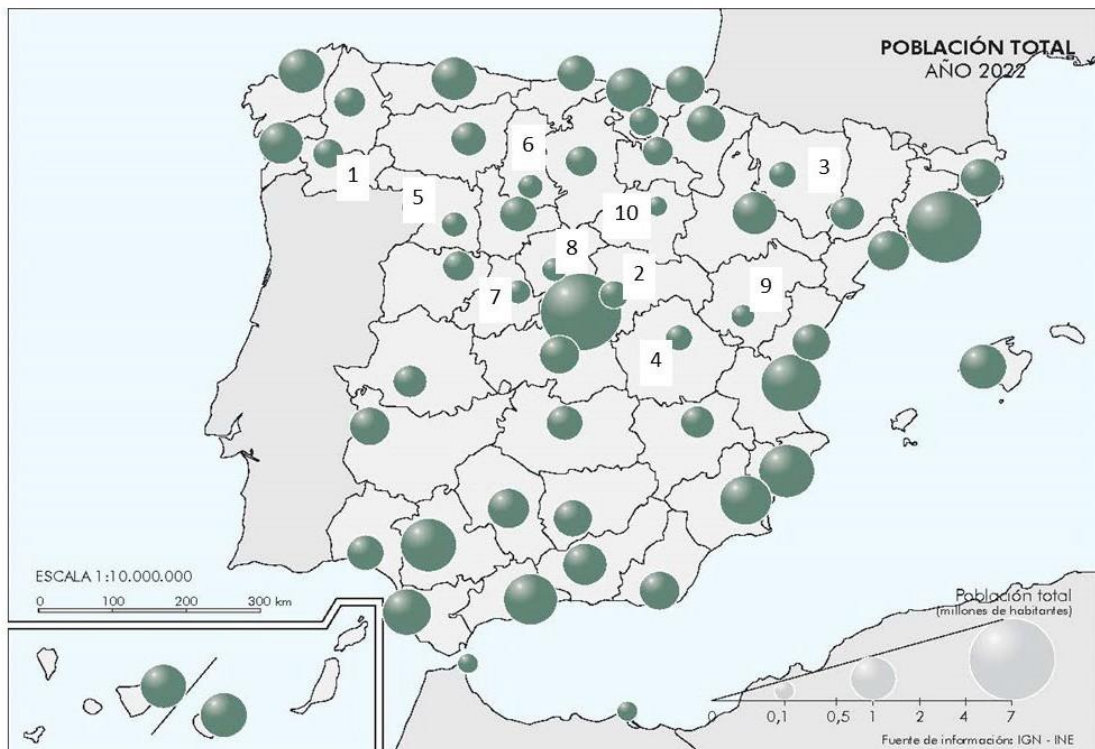 POBLACIÓN TOTAL
AÑO 2022
6
3
1
5
10
8
2
7
9
4
ESCALA 1:10.000.000
0 100 200 300 km
Población total
(millones de habitantes)
0 0,1 0,5 1 2 4 7
Fuente de información: IGN - INE